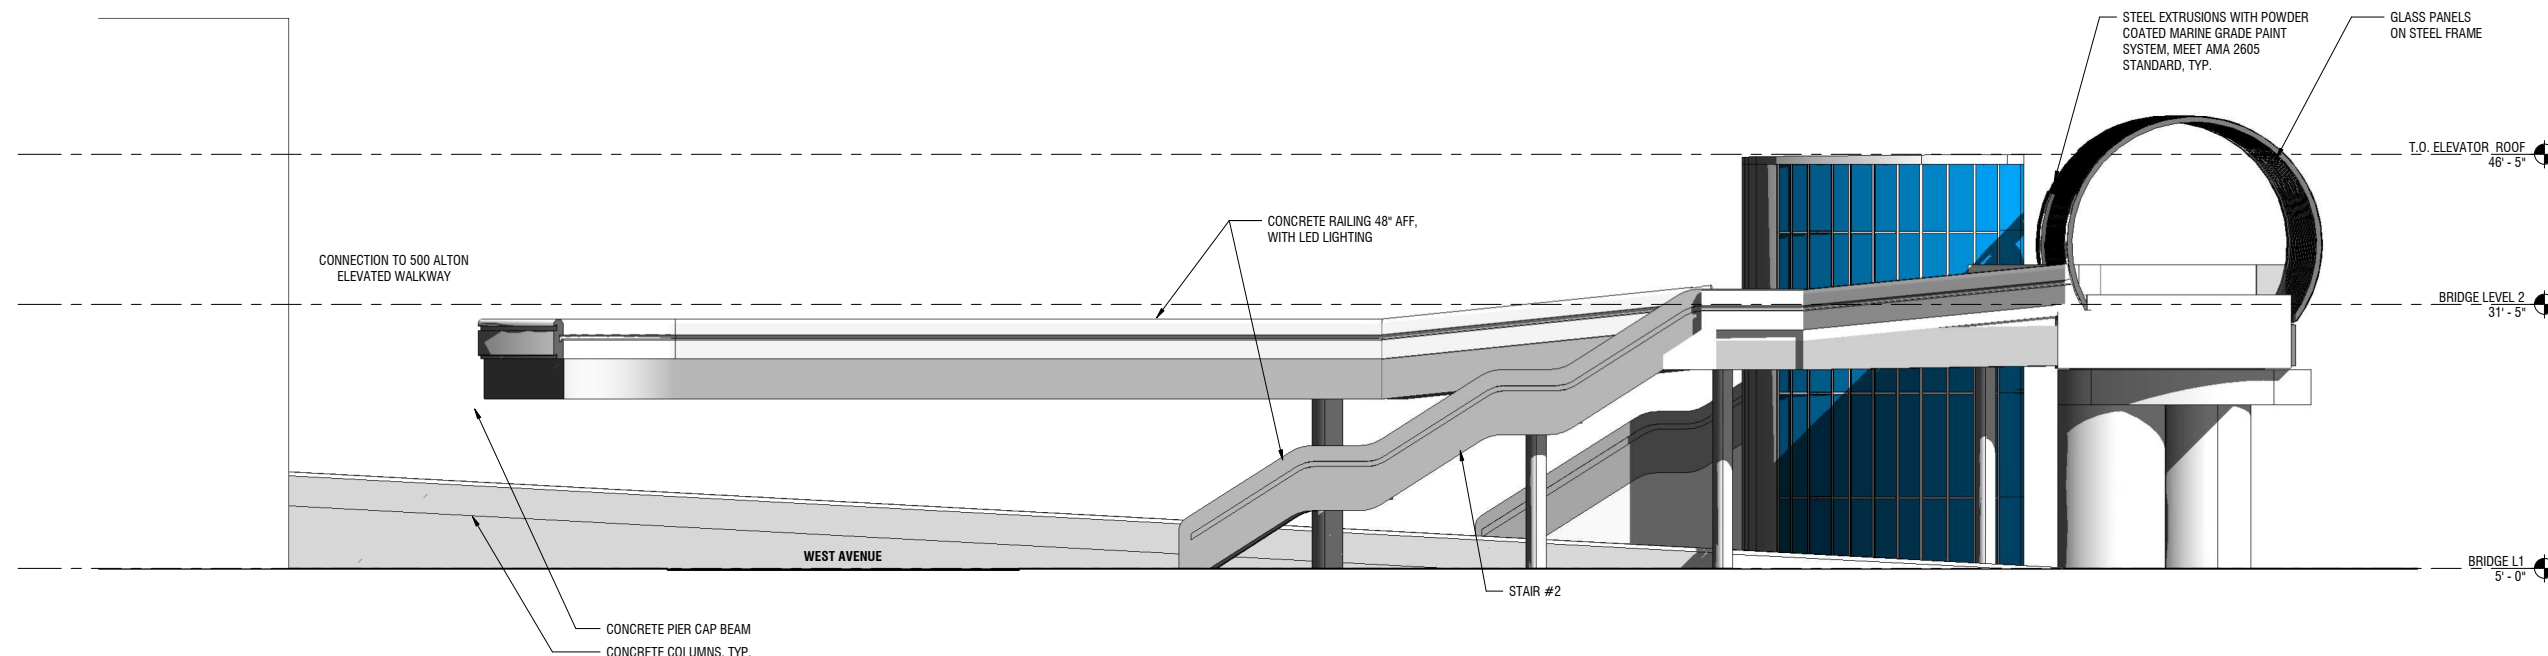 STEEL EXTRUSIONS WITH POWDER
COATED MARINE GRADE PAINT
SYSTEM, MEET AMA 2605
STANDARD, TYP.
GLASS PANELS
ON STEEL FRAME
T.O. ELEVATOR ROOF
46' - 5"
CONCRETE RAILING 48" AFF,
WITH LED LIGHTING
CONNECTION TO 500 ALTON
ELEVATED WALKWAY
BRIDGE LEVEL 2
31' - 5"
WEST AVENUE
BRIDGE L1
5' - 0"
STAIR #2
CONCRETE PIER CAP BEAM
CONCRETE COLUMNS, TYP.